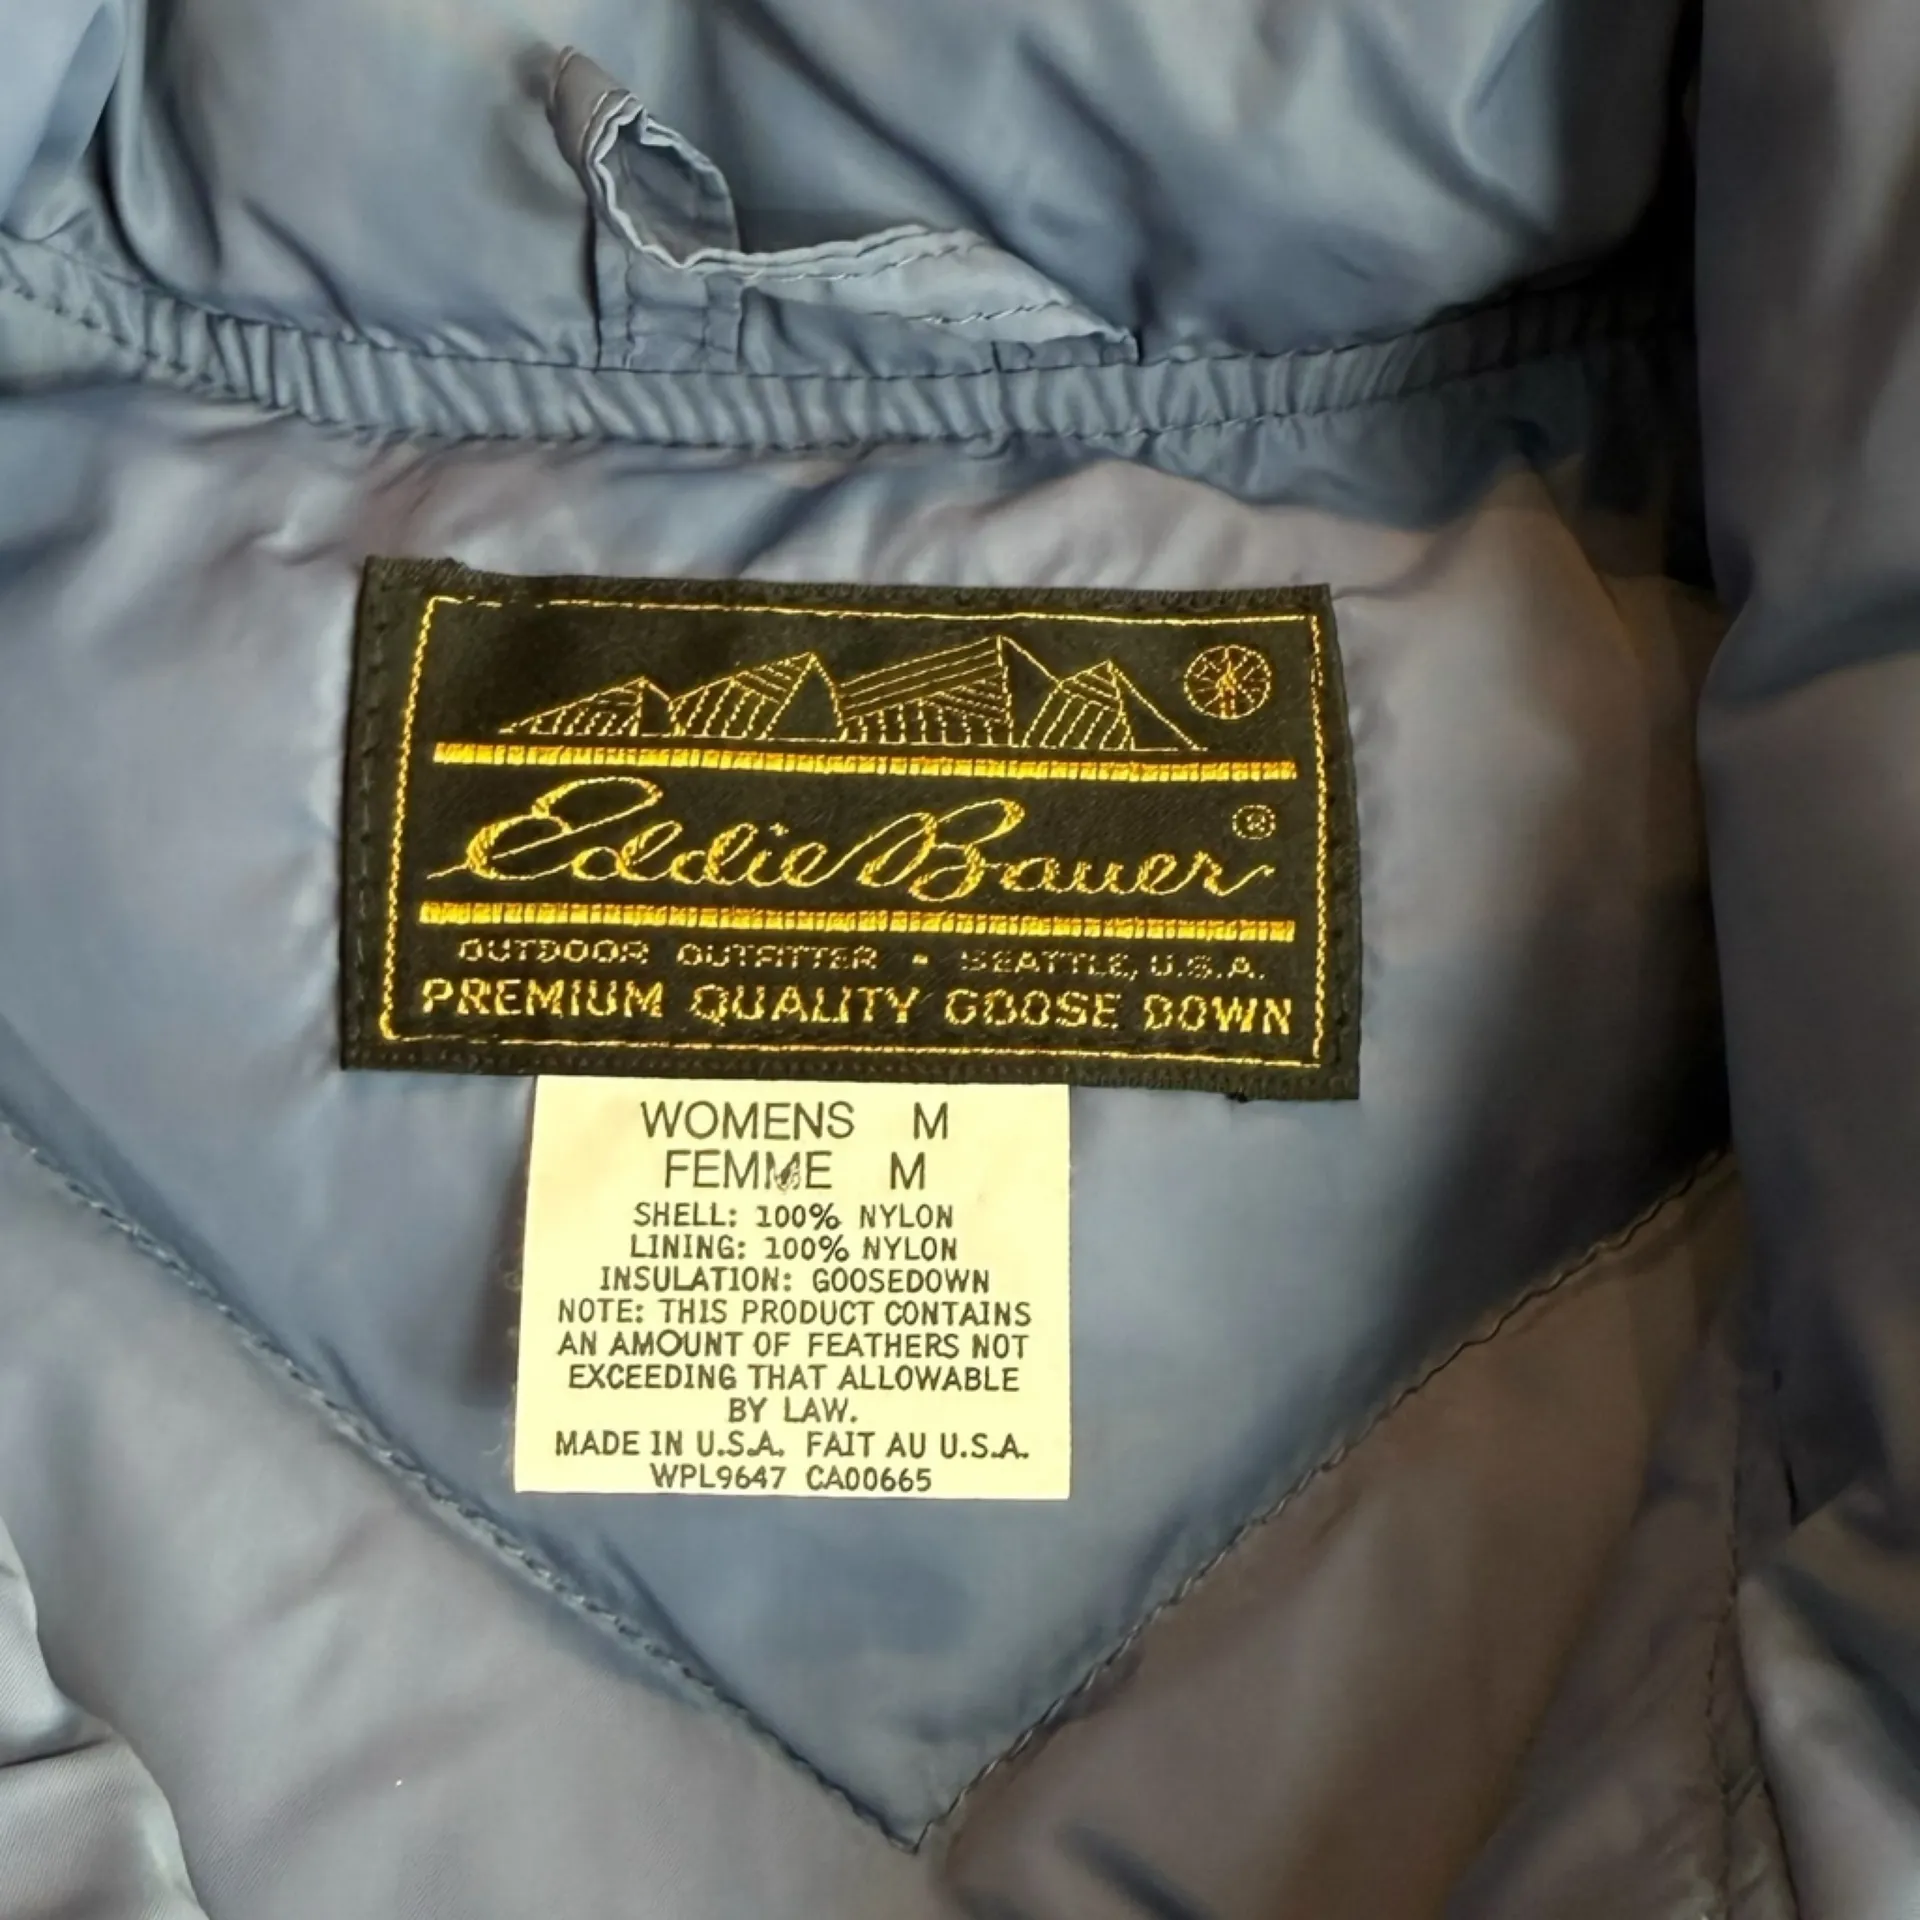 Eddie Bauer ®
OUTDOOR OUTFITTER - SEATTLE, U.S.A.
PREMIUM QUALITY GOOSE DOWN
WOMENS M
FEMME M
SHELL: 100% NYLON
LINING: 100% NYLON
INSULATION: GOOSEDOWN
NOTE: THIS PRODUCT CONTAINS
AN AMOUNT OF FEATHERS NOT
EXCEEDING THAT ALLOWABLE
BY LAW.
MADE IN U.S.A. FAIT AU U.S.A.
WPL9647 CA00665